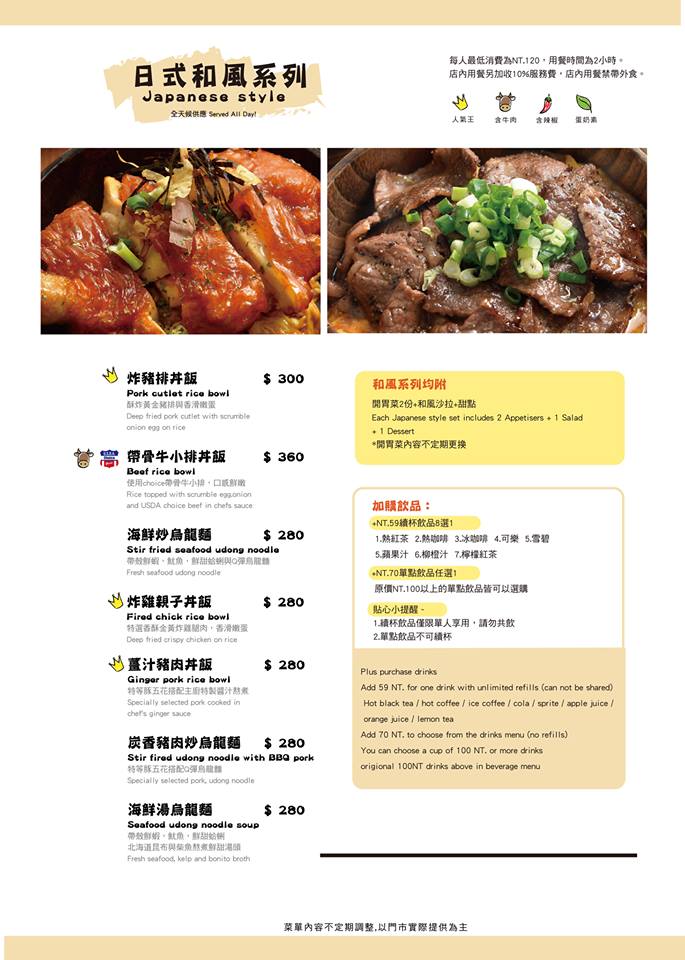 每人最低消費為NT.120，用餐時間為2小時。
店內用餐另加收10%服務費，店內用餐禁帶外食。
日式和風系列
Japanese style
全天候供應 Served All Day!
人氣王 含牛肉 含辣椒 蛋奶素
炸豬排丼飯 $ 300
Pork cutlet rice bowl
酥炸黃金豬排與香滑嫩蛋
Deep fried pork cutlet with scrumble
onion egg on rice
帶骨牛小排丼飯 $ 360
Beef rice bowl
使用choice帶骨牛小排，口感鮮嫩
Rice topped with scrumble egg,onion
and USDA choice beef in chefs sauce
海鮮炒烏龍麵 $ 280
Stir fried seafood udong noodle
帶殼鮮蝦、魷魚、鮮甜蛤蜊與Q彈烏龍麵
Fresh seafood udong noodle
炸雞親子丼飯 $ 280
Fired chick rice bowl
特選香酥金黃炸雞腿肉，香滑嫩蛋
Deep fried crispy chicken on rice
薑汁豬肉丼飯 $ 280
Ginger pork rice bowl
特等豚五花搭配主廚特製醬汁熬煮
Specially selected pork cooked in
chef's ginger sauce
炭香豬肉炒烏龍麵 $ 280
Stir fired udong noodle with BBQ pork
特等豚五花搭配Q彈烏龍麵
Specially selected pork, udong noodle
海鮮湯烏龍麵 $ 280
Seafood udong noodle soup
帶殼鮮蝦，魷魚，鮮甜蛤蜊
北海道昆布與柴魚熬煮鮮甜湯頭
Fresh seafood, kelp and bonito broth
和風系列均附
開胃菜2份+和風沙拉+甜點
Each Japanese style set includes 2 Appetisers + 1 Salad
+ 1 Dessert
*開胃菜內容不定期更換
加購飲品：
+NT.59續杯飲品8選1
1.熱紅茶 2.熱咖啡 3.冰咖啡 4.可樂 5.雪碧
5.蘋果汁 6.柳橙汁 7.檸檬紅茶
+NT.70單點飲品任選1
原價NT.100以上的單點飲品皆可以選購
貼心小提醒~
1.續杯飲品僅限單人享用，請勿共飲
2.單點飲品不可續杯
Plus purchase drinks
Add 59 NT. for one drink with unlimited refills (can not be shared)
Hot black tea / hot coffee / ice coffee / cola / sprite / apple juice /
orange juice / lemon tea
Add 70 NT. to choose from the drinks menu (no refills)
You can choose a cup of 100 NT. or more drinks
origional 100NT drinks above in beverage menu
菜單內容不定期調整,以門市實際提供為主